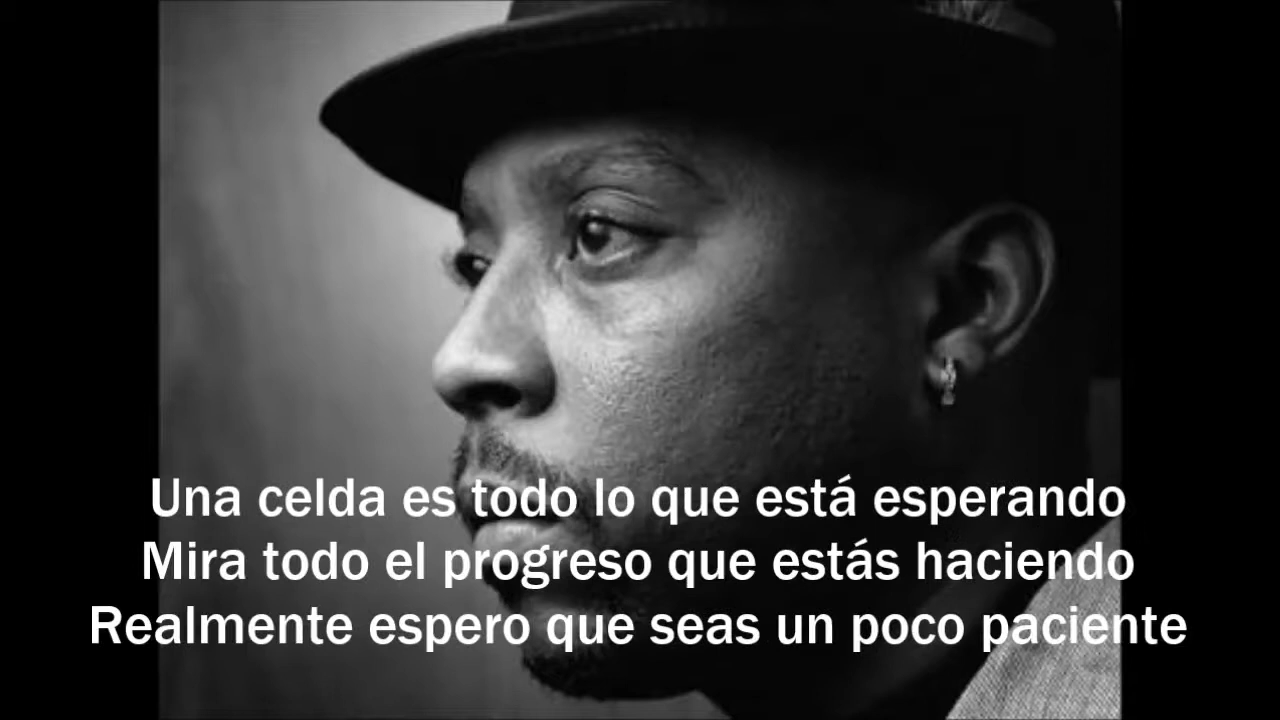 Una celda es todo lo que está esperando
Mira todo el progreso que estás haciendo
Realmente espero que seas un poco paciente